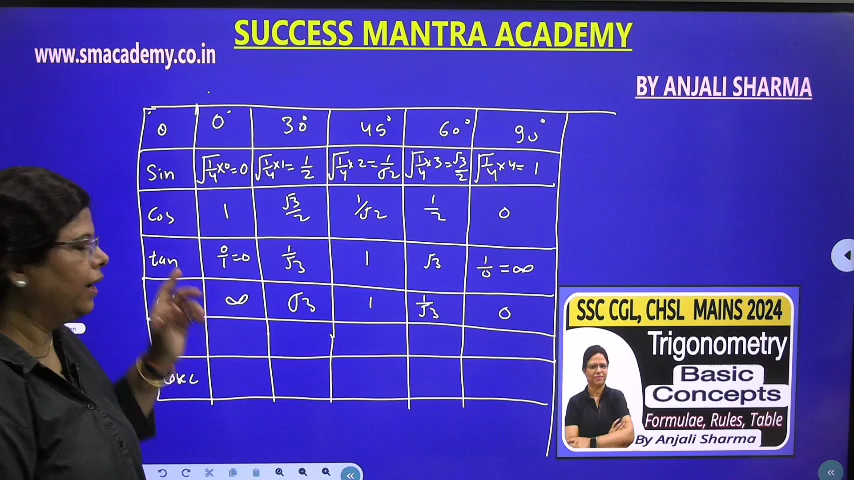 SUCCESS MANTRA ACADEMY
www.smacademy.co.in
BY ANJALI SHARMA
θ 0° 30° 45° 60° 90°
Sin √1/4×0=0 √1/4×1=1/2 √1/4×2=1/√2 √1/4×3=√3/2 √1/4×4=1
Cos 1 √3/2 1/√2 1/2 0
tan 0/1=0 1/√3 1 √3 1/0=∞
∞ √3 1 1/√3 0
SSC CGL, CHSL MAINS 2024
Trigonometry
Basic
Concepts
Formulae, Rules, Table
By Anjali Sharma